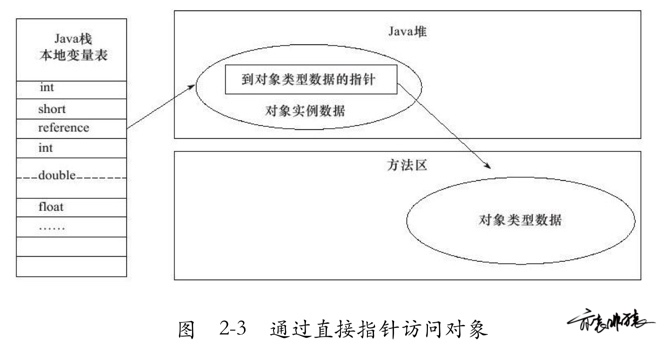 Java栈
本地变量表
int
short
reference
int
double
float
……
Java堆
到对象类型数据的指针
对象实例数据
方法区
对象类型数据
图 2-3 通过直接指针访问对象